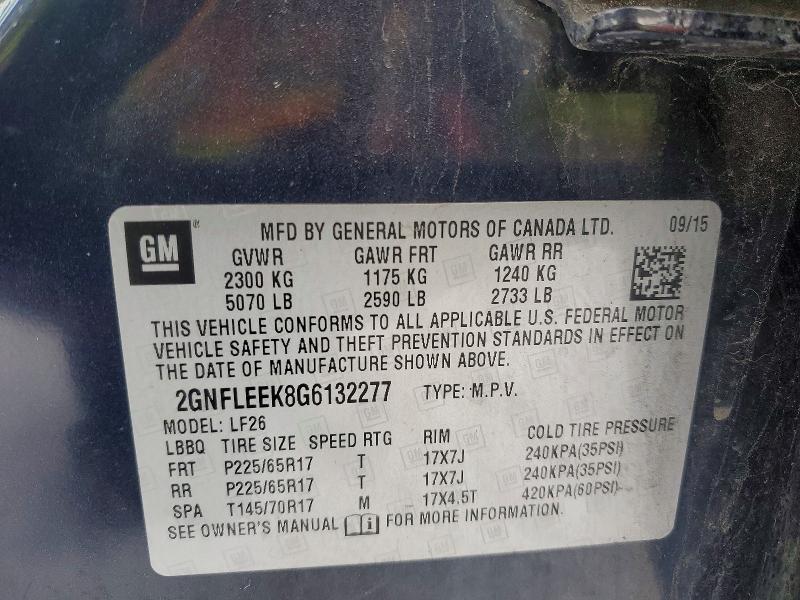 GM ® MFD BY GENERAL MOTORS OF CANADA LTD. 09/15
GVWR GAWR FRT GAWR RR
2300 KG 1175 KG 1240 KG
5070 LB 2590 LB 2733 LB
THIS VEHICLE CONFORMS TO ALL APPLICABLE U.S. FEDERAL MOTOR
VEHICLE SAFETY AND THEFT PREVENTION STANDARDS IN EFFECT ON
THE DATE OF MANUFACTURE SHOWN ABOVE.
2GNFLEEK8G6132277 TYPE: M.P.V.
MODEL: LF26
LBBQ TIRE SIZE SPEED RTG RIM COLD TIRE PRESSURE
FRT P225/65R17 T 17X7J 240KPA(35PSI)
RR P225/65R17 T 17X7J 240KPA(35PSI)
SPA T145/70R17 M 17X4.5T 420KPA(60PSI)
SEE OWNER'S MANUAL i FOR MORE INFORMATION.